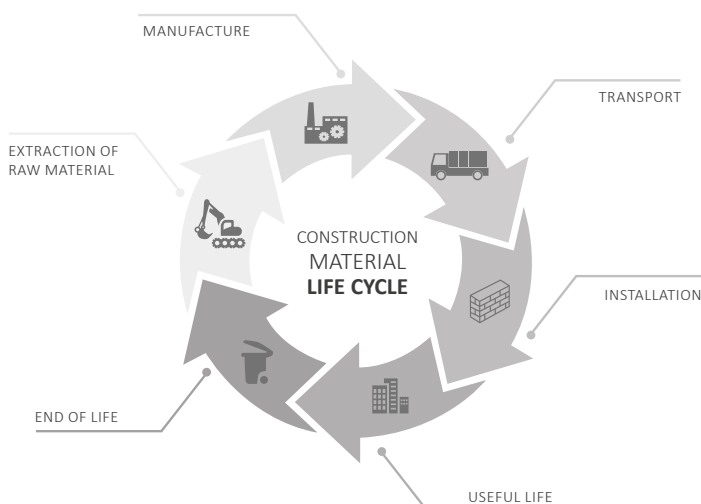 MANUFACTURE
TRANSPORT
EXTRACTION OF
RAW MATERIAL
CONSTRUCTION
MATERIAL
LIFE CYCLE
INSTALLATION
END OF LIFE
USEFUL LIFE